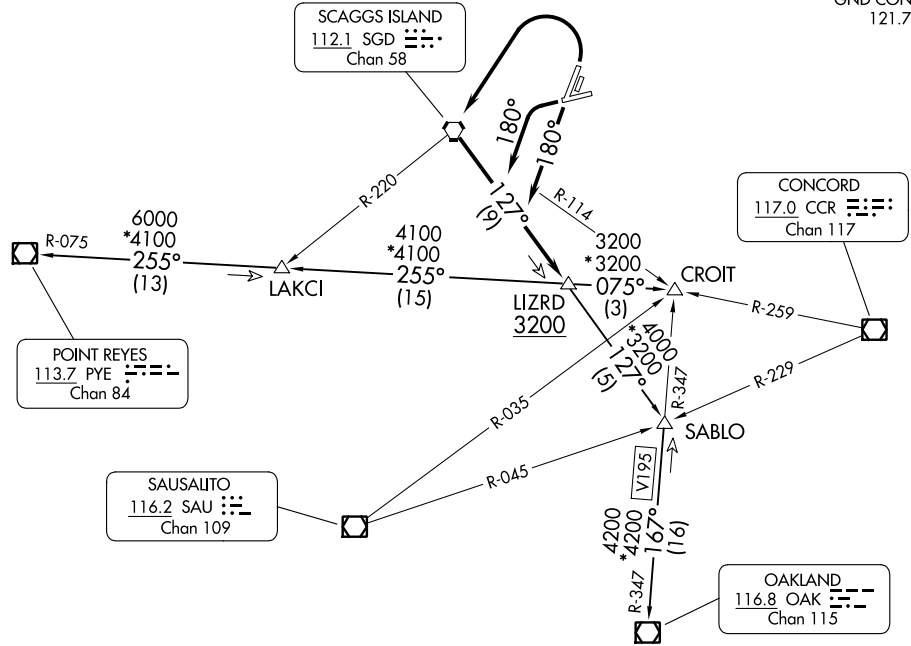 GND CON
121.7
SCAGGS ISLAND
112.1 SGD
Chan 58
180°
180°
CONCORD
117.0 CCR
Chan 117
R-220
127°
(9)
R-114
6000
*4100
255°
(13)
R-075
4100
*4100
255°
(15)
3200
*3200
075°
(3)
CROIT
LAKCI
LIZRD
3200
R-259
POINT REYES
113.7 PYE
Chan 84
4000
*3200
127°
(5)
R-347
R-229
R-035
SABLO
R-045
V195
SAUSALITO
116.2 SAU
Chan 109
4200
*4200
167°
(16)
R-347
OAKLAND
116.8 OAK
Chan 115